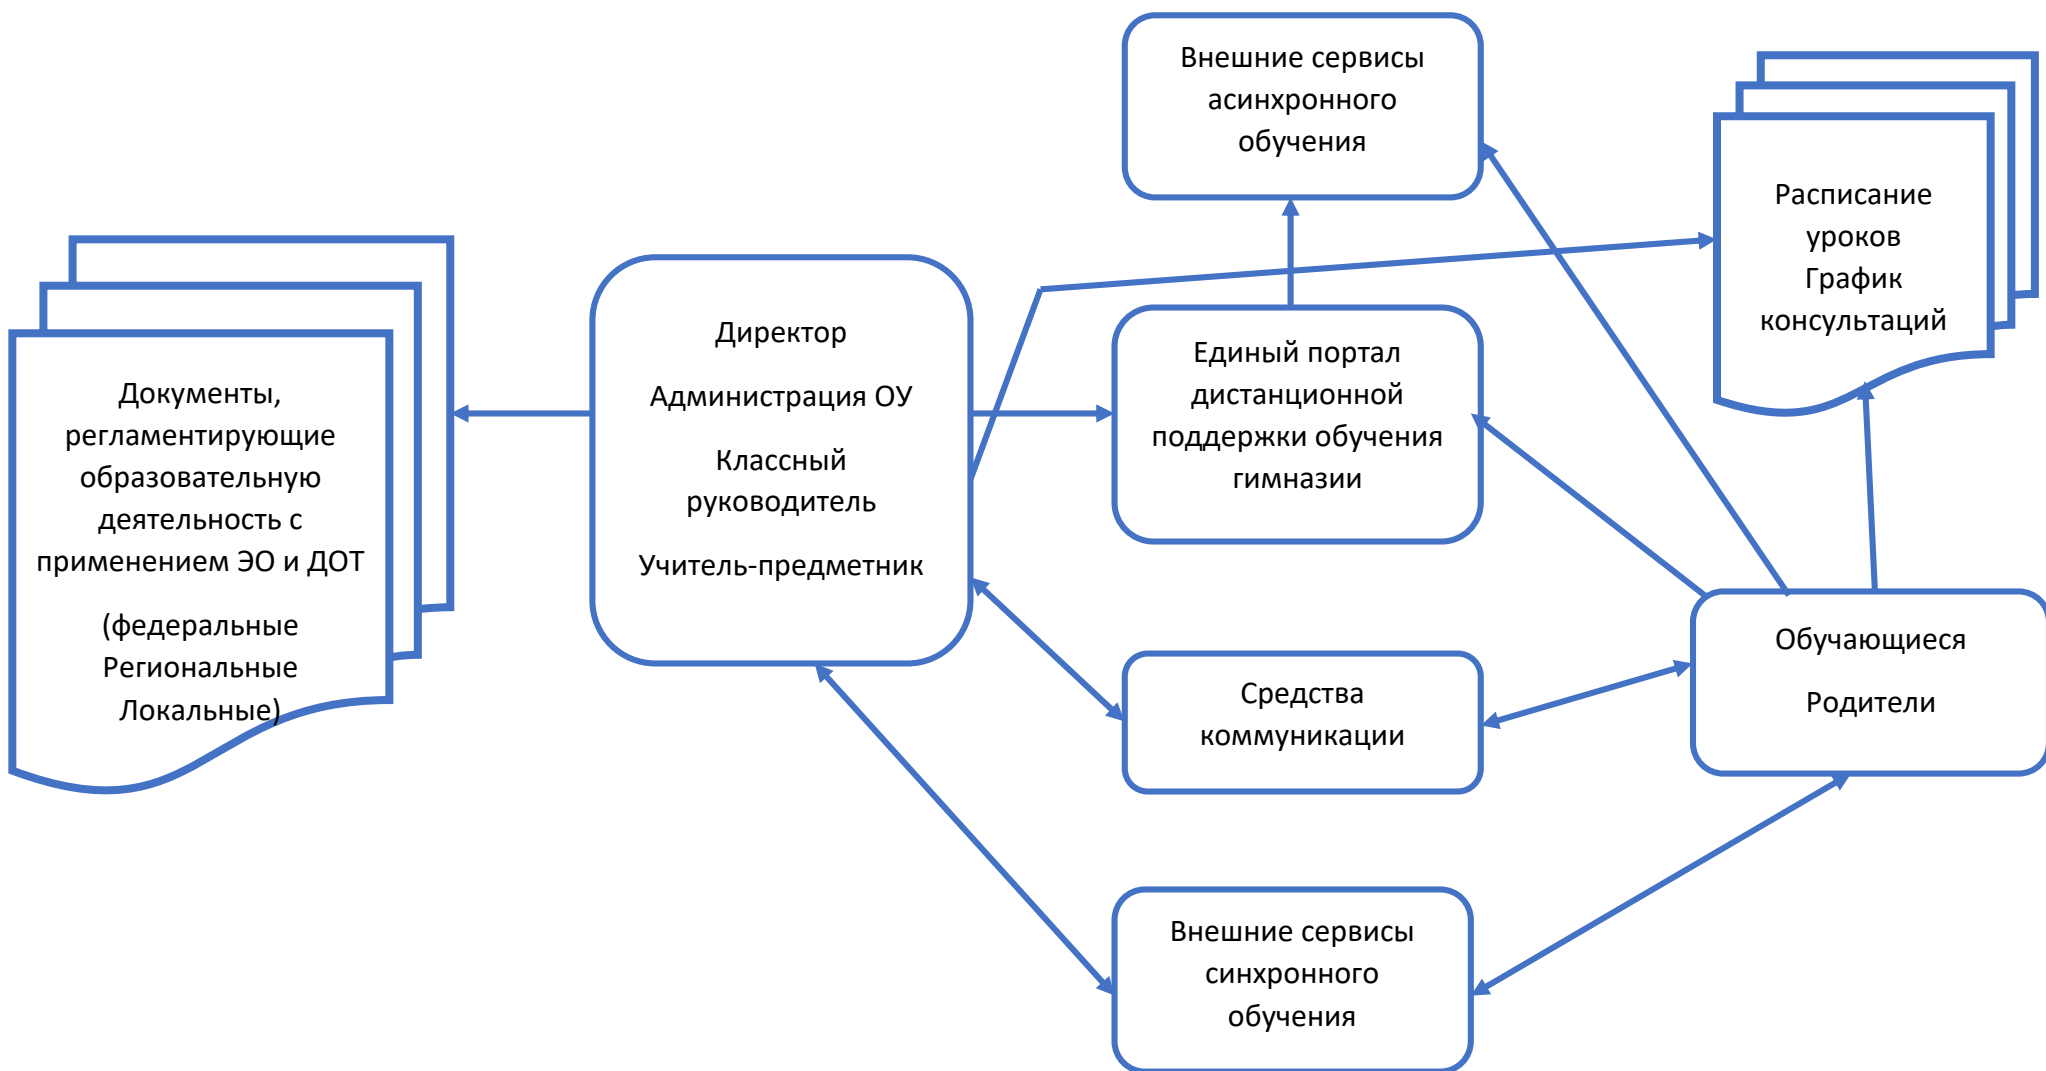 Внешние сервисы
асинхронного
обучения
Расписание
уроков
График
консультаций
Документы,
регламентирующие
образовательную
деятельность с
применением ЭО и ДОТ
(федеральные
Региональные
Локальные)
Директор
Администрация ОУ
Классный
руководитель
Учитель-предметник
Единый портал
дистанционной
поддержки обучения
гимназии
Средства
коммуникации
Обучающиеся
Родители
Внешние сервисы
синхронного
обучения